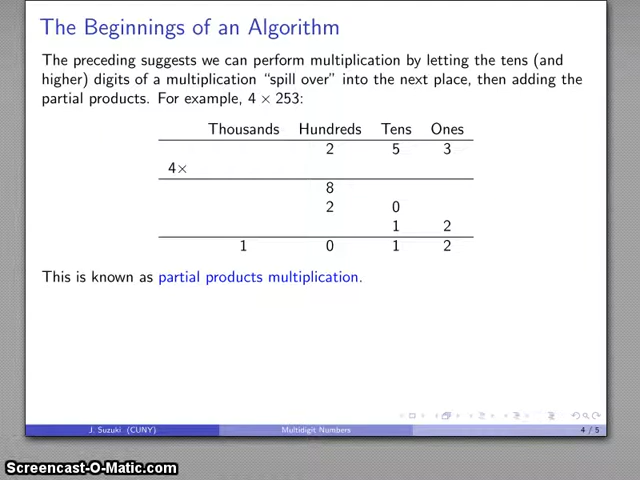 The Beginnings of an Algorithm
The preceding suggests we can perform multiplication by letting the tens (and
higher) digits of a multiplication “spill over” into the next place, then adding the
partial products. For example, 4 × 253:
Thousands Hundreds Tens Ones
2 5 3
4×
8
2 0
1 2
1 0 1 2
This is known as partial products multiplication.
J. Suzuki (CUNY) Multidigit Numbers 4 / 5
Screencast-O-Matic.com